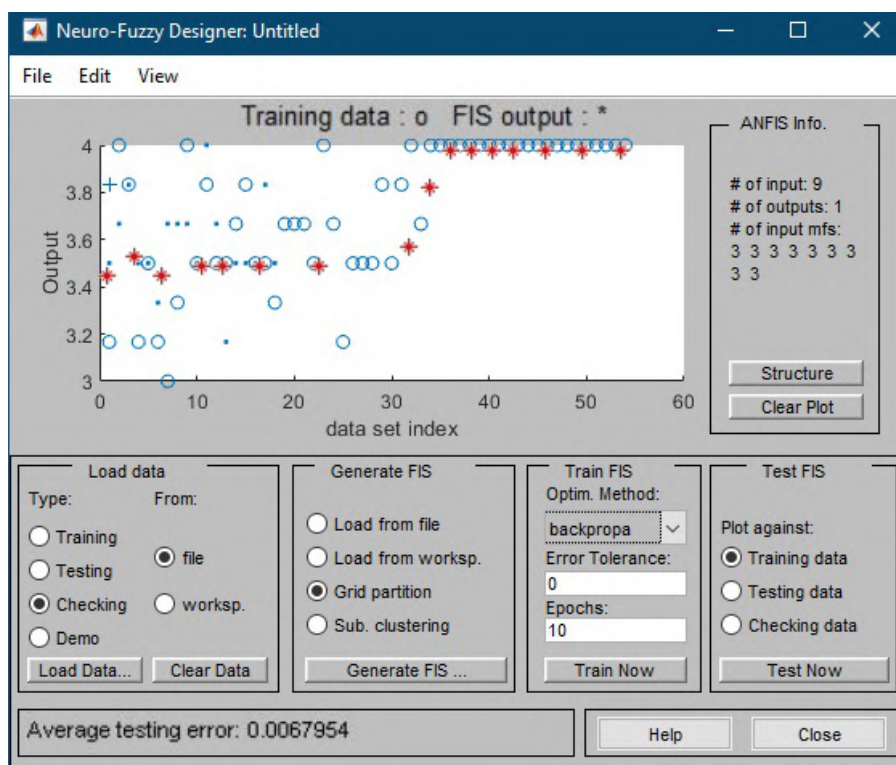 Neuro-Fuzzy Designer: Untitled
File Edit View
Training data : o FIS output : *
4
3.8
3.6
3.4
3.2
3
Output
0 10 20 30 40 50 60
data set index
ANFIS Info.
# of input: 9
# of outputs: 1
# of input mfs:
3 3 3 3 3 3 3
3 3
Structure
Clear Plot
Load data
Type: From:
Training
Testing
Checking
Demo
file
worksp.
Load Data... Clear Data
Generate FIS
Load from file
Load from worksp.
Grid partition
Sub. clustering
Generate FIS ...
Train FIS
Optim. Method:
backpropa
Error Tolerance:
0
Epochs:
10
Train Now
Test FIS
Plot against:
Training data
Testing data
Checking data
Test Now
Average testing error: 0.0067954
Help Close